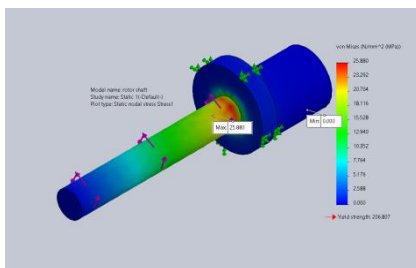 von Mises (N/mm^2 (MPa))
Model name: rotor shaft
Study name: Static 1(-Default-)
Plot type: Static nodal stress Stress1
25.880
23.292
20.704
18.116
15.528
12.940
10.352
7.764
5.176
2.588
0.000
Max: 25.880
Min: 0.000
Yield strength: 206.807